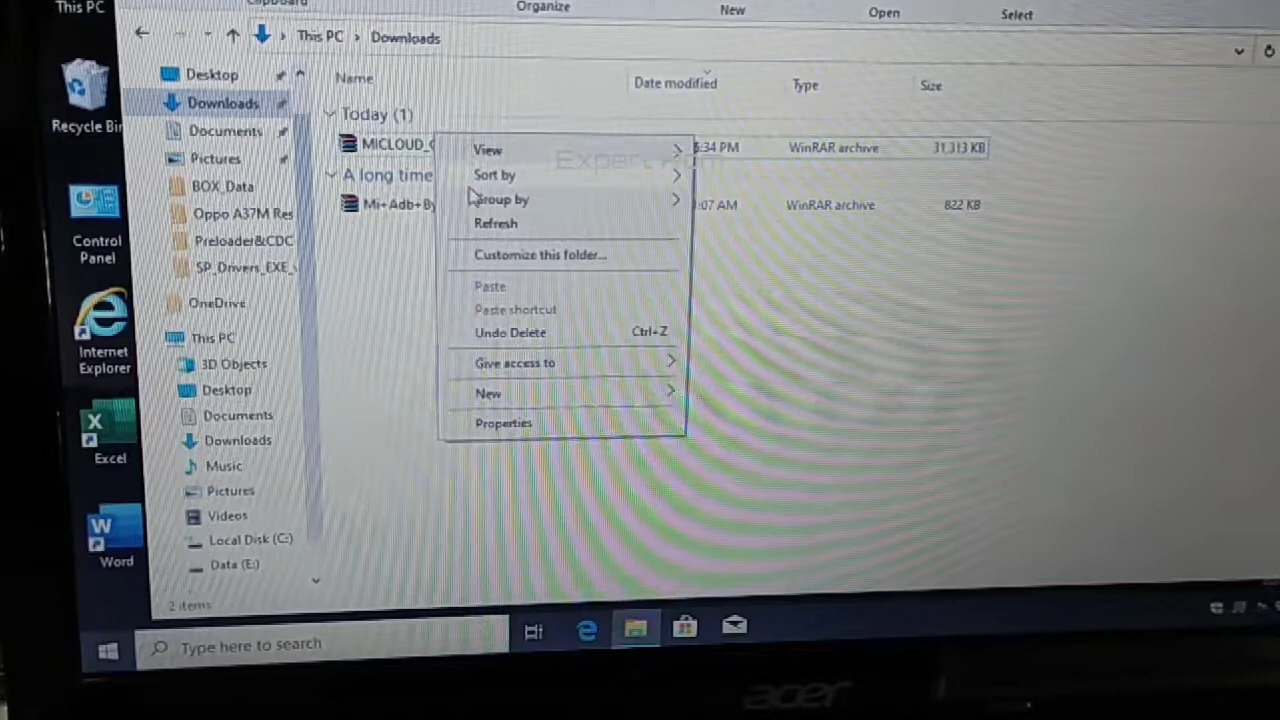 This PC
Organize
New
Open
Select
This PC > Downloads
Desktop
Name
Date modified
Type
Size
Downloads
Today (1)
Recycle Bin
Documents
MICLOUD_
View
5:34 PM
WinRAR archive
31,313 KB
Pictures
A long time
Sort by
BOX_Data
Mi+Adb+By
Group by
:07 AM
WinRAR archive
822 KB
Oppo A37M Res
Refresh
Control
Panel
Preloader&CDC
Customize this folder...
SP_Drivers_EXE_
Paste
OneDrive
Paste shortcut
This PC
Undo Delete
Ctrl+Z
Internet
Explorer
3D Objects
Give access to
Desktop
New
Documents
Properties
Downloads
Excel
Music
Pictures
Videos
Local Disk (C:)
Word
Data (E:)
2 items
Type here to search
acer